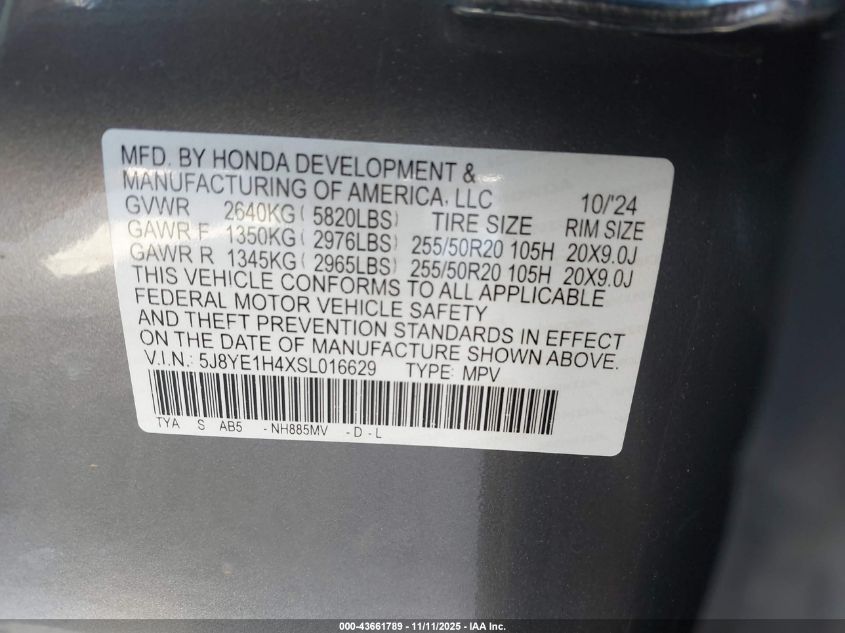 MFD. BY HONDA DEVELOPMENT &
MANUFACTURING OF AMERICA, LLC 10/'24
GVWR 2640KG ( 5820LBS) TIRE SIZE RIM SIZE
GAWR F 1350KG ( 2976LBS) 255/50R20 105H 20X9.0J
GAWR R 1345KG ( 2965LBS) 255/50R20 105H 20X9.0J
THIS VEHICLE CONFORMS TO ALL APPLICABLE
FEDERAL MOTOR VEHICLE SAFETY
AND THEFT PREVENTION STANDARDS IN EFFECT
ON THE DATE OF MANUFACTURE SHOWN ABOVE.
V.I.N.: 5J8YE1H4XSL016629 TYPE: MPV
TYA S AB5 - NH885MV - D - L
000-43661789 - 11/11/2025 - IAA Inc.